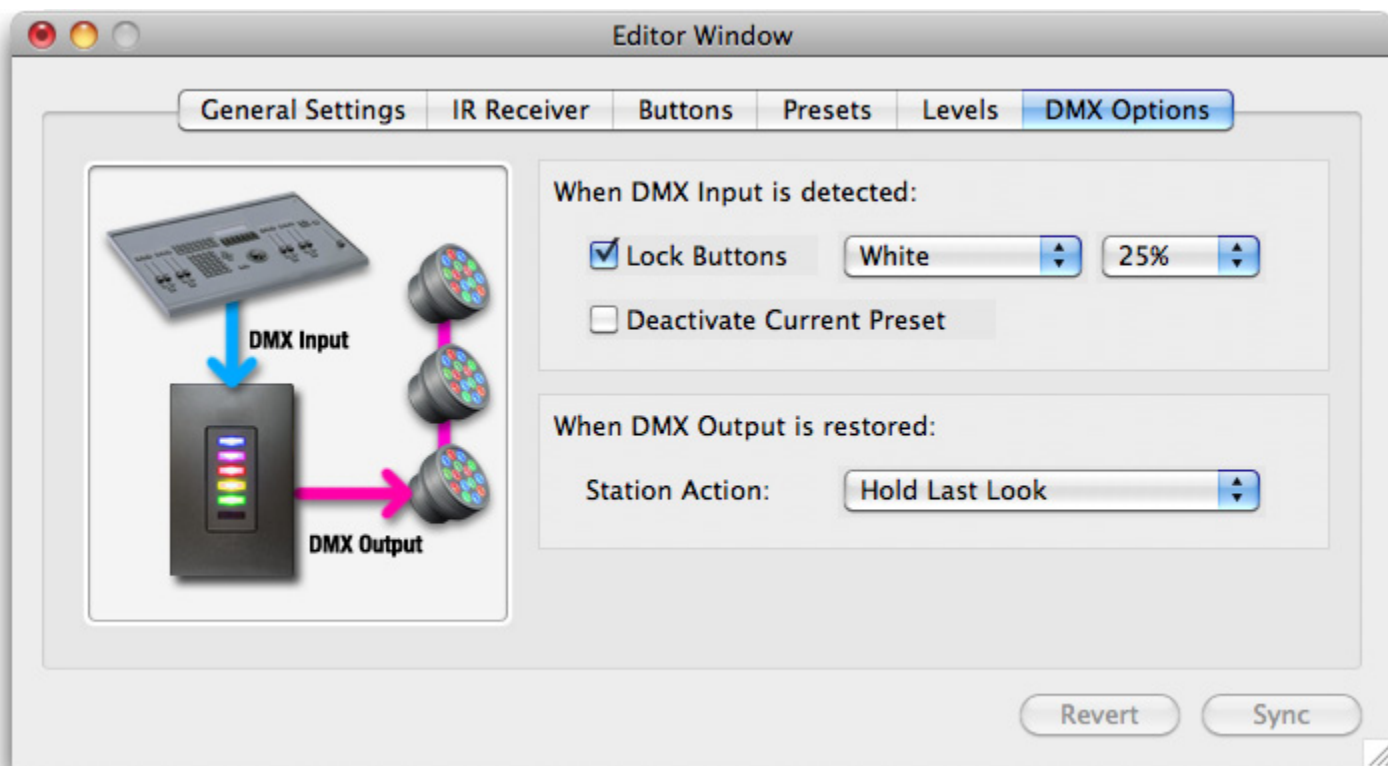 Editor Window
General Settings
IR Receiver
Buttons
Presets
Levels
DMX Options
DMX Input
DMX Output
When DMX Input is detected:
Lock Buttons
White
25%
Deactivate Current Preset
When DMX Output is restored:
Station Action:
Hold Last Look
Revert
Sync